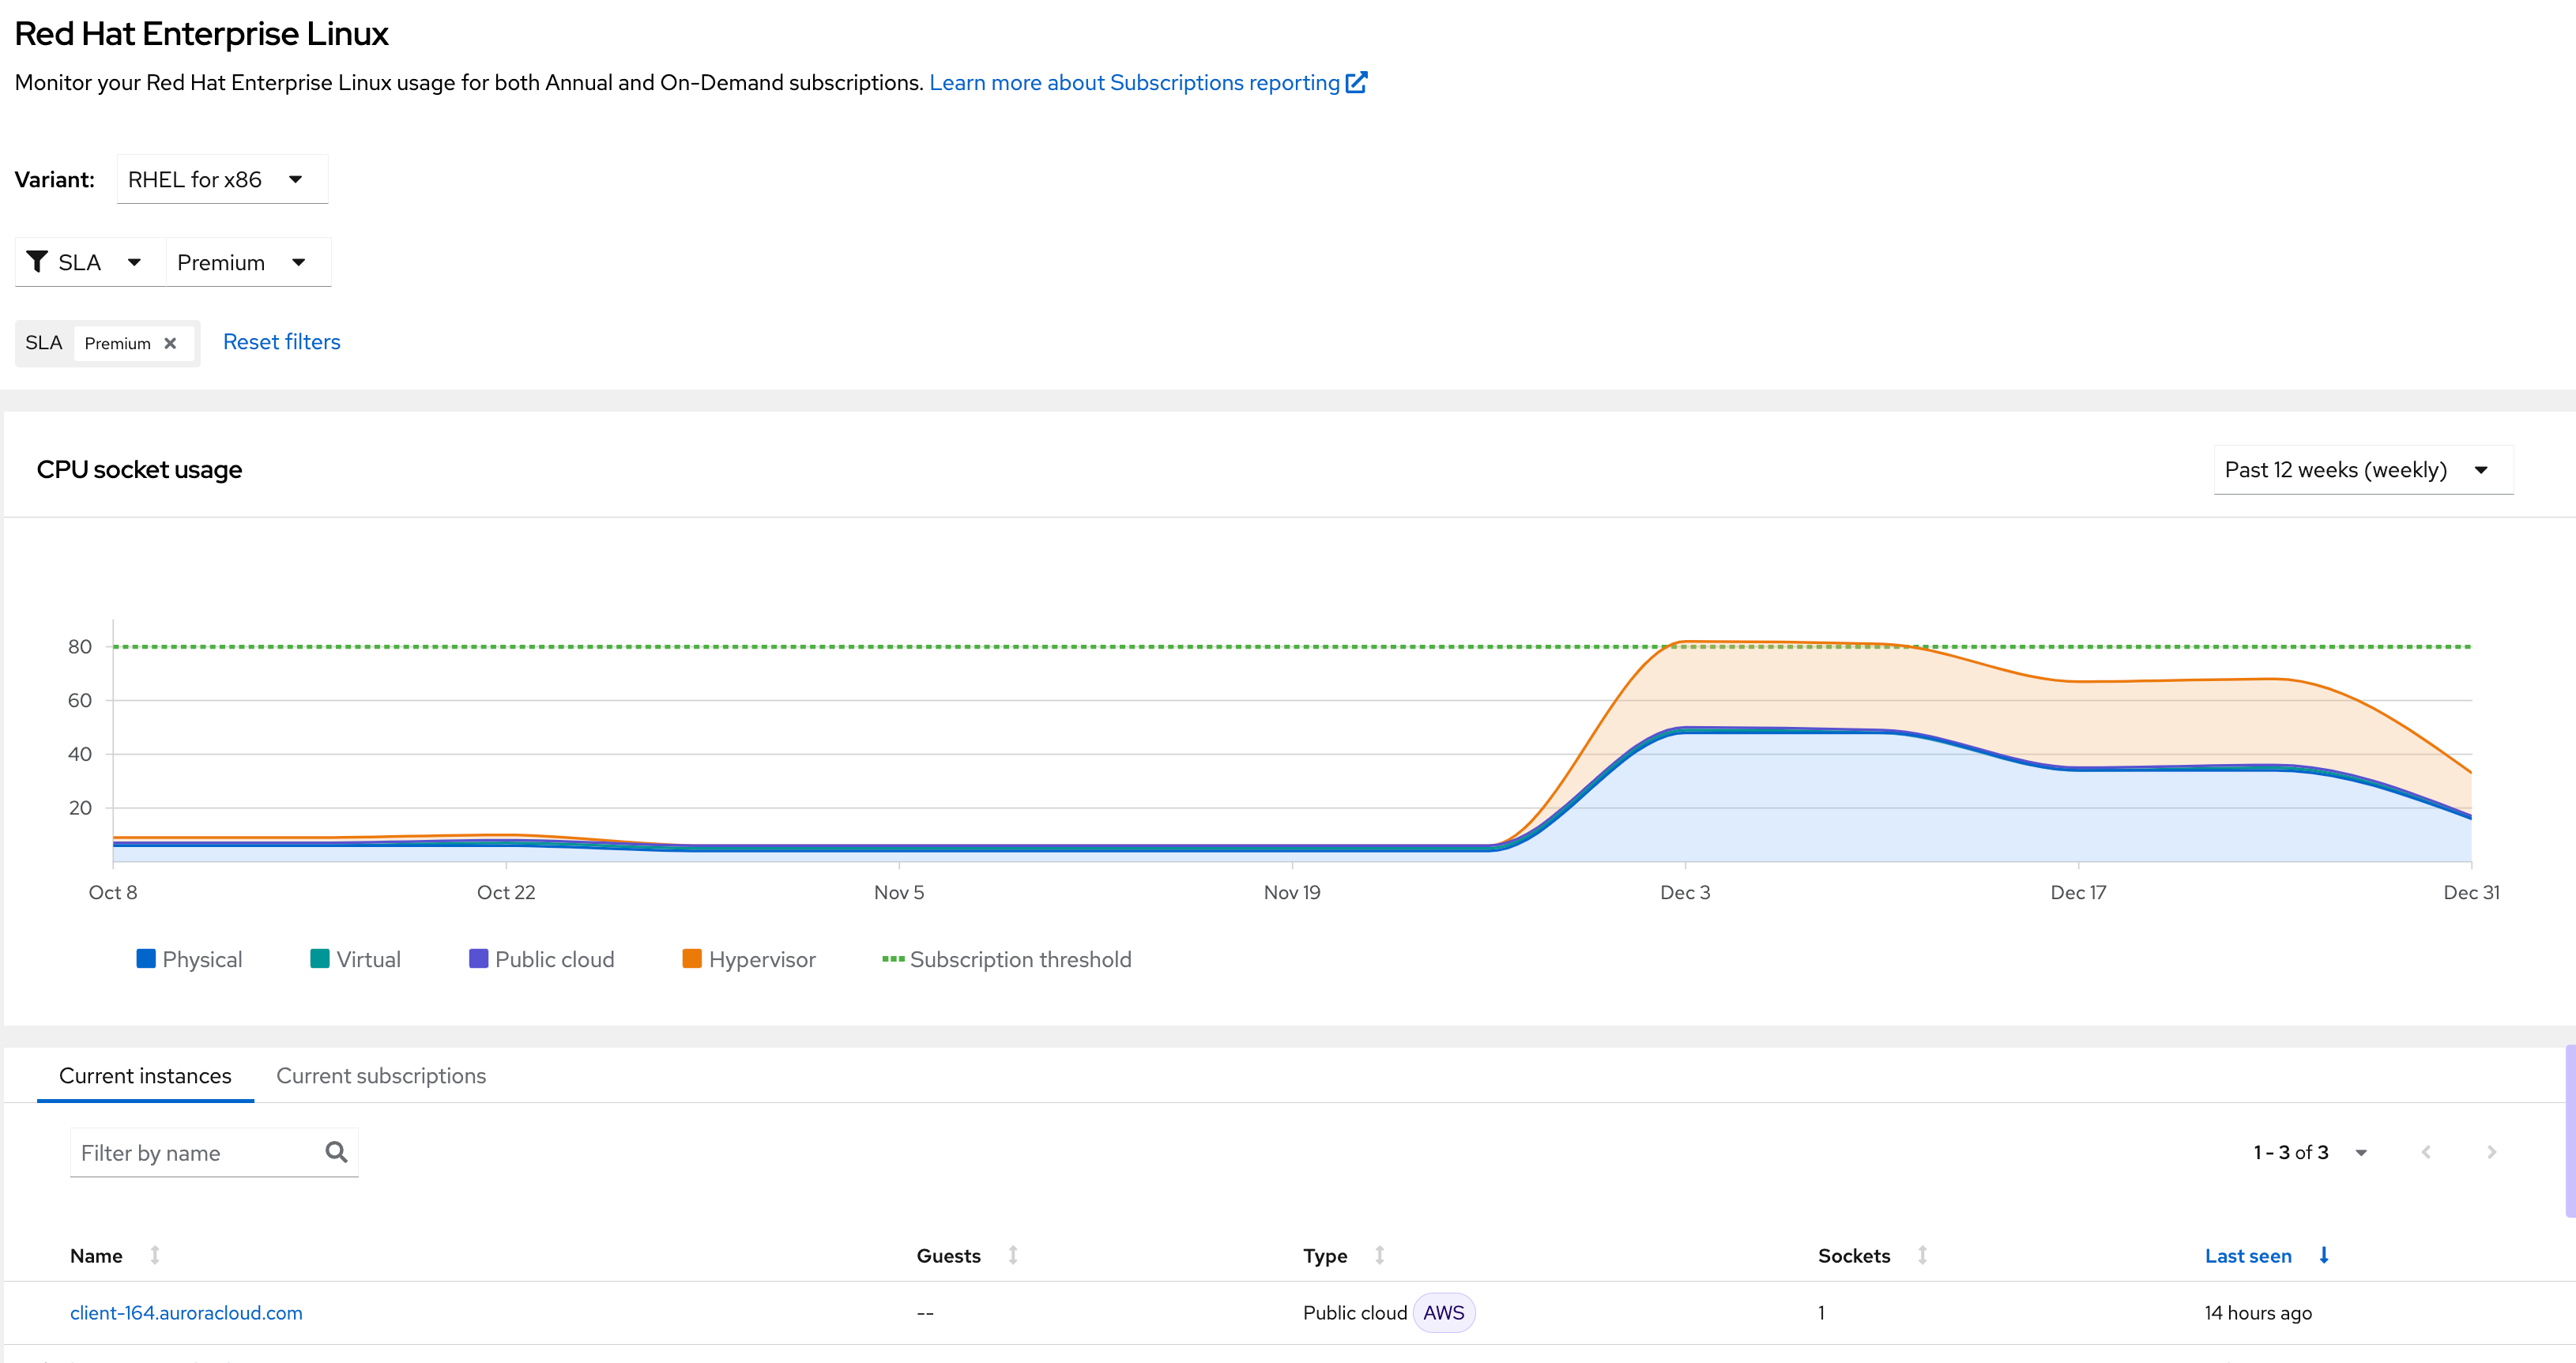 Red Hat Enterprise Linux
Monitor your Red Hat Enterprise Linux usage for both Annual and On-Demand subscriptions. Learn more about Subscriptions reporting
Variant: RHEL for x86
SLA Premium
SLA Premium Reset filters
CPU socket usage Past 12 weeks (weekly)
80
60
40
20
Oct 8 Oct 22 Nov 5 Nov 19 Dec 3 Dec 17 Dec 31
Physical Virtual Public cloud Hypervisor Subscription threshold
Current instances Current subscriptions
Filter by name 1 - 3 of 3
Name Guests Type Sockets Last seen
client-164.auroracloud.com -- Public cloud AWS 1 14 hours ago